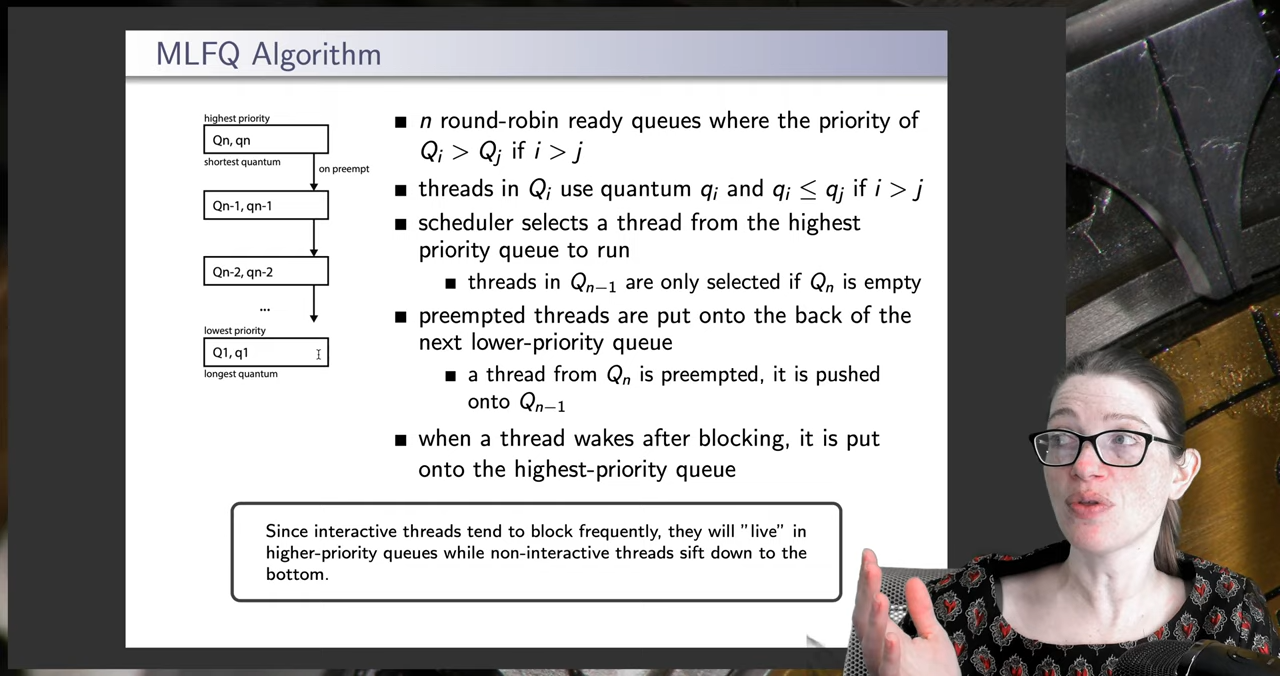 MLFQ Algorithm
highest priority
Qn, qn
shortest quantum
on preempt
Qn-1, qn-1
Qn-2, qn-2
...
lowest priority
Q1, q1
longest quantum
■ n round-robin ready queues where the priority of
Qᵢ > Qⱼ if i > j
■ threads in Qᵢ use quantum qᵢ and qᵢ ≤ qⱼ if i > j
■ scheduler selects a thread from the highest
priority queue to run
■ threads in Qₙ₋₁ are only selected if Qₙ is empty
■ preempted threads are put onto the back of the
next lower-priority queue
■ a thread from Qₙ is preempted, it is pushed
onto Qₙ₋₁
■ when a thread wakes after blocking, it is put
onto the highest-priority queue
Since interactive threads tend to block frequently, they will "live" in
higher-priority queues while non-interactive threads sift down to the
bottom.